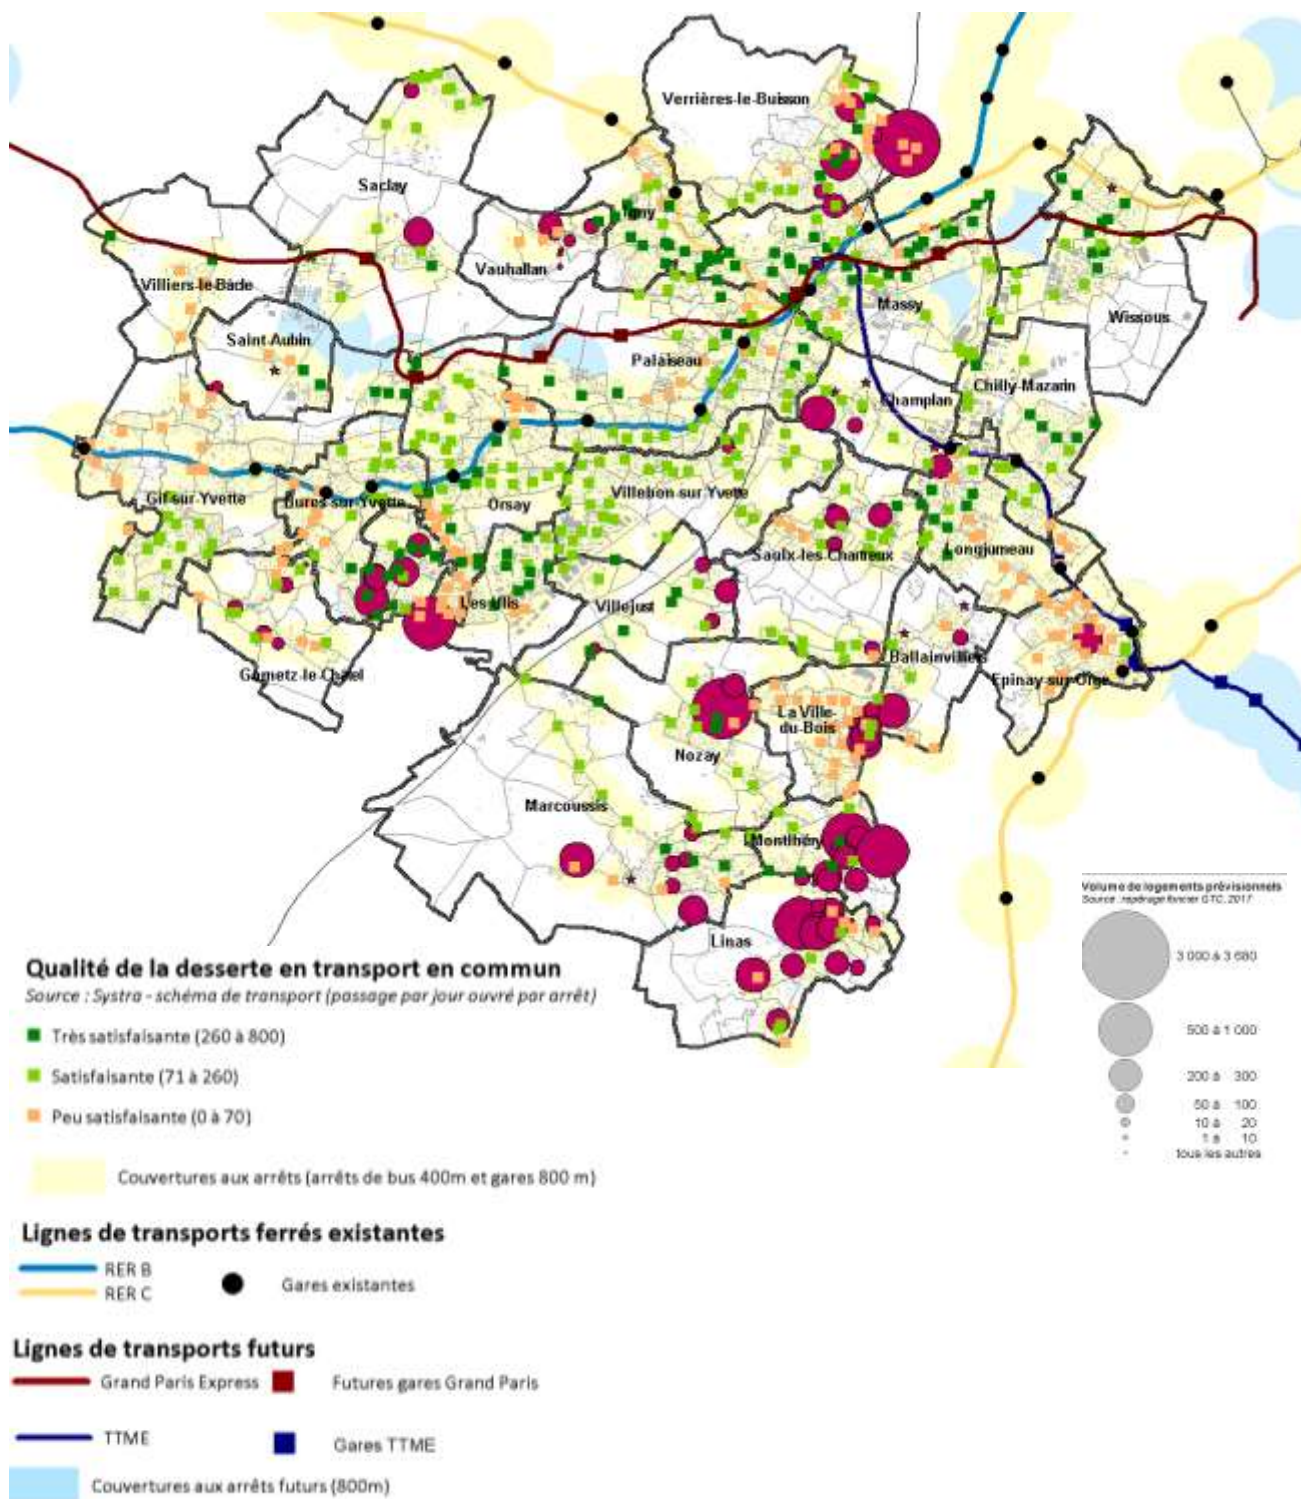 Verrières-le-Buisson
Saclay
Igny
Vauhallan
Villiers-le-Bâcle
Massy
Wissous
Saint Aubin
Palaiseau
Chilly-Mazarin
Champlan
Gif-sur-Yvette
Bures-sur-Yvette
Orsay
Villebon sur Yvette
Saulx-les-Chartreux
Longjumeau
Les Ulis
Villejust
Ballainvilliers
Gometz-le-Châtel
Epinay-sur-Orge
La Ville-
du-Bois
Nozay
Marcoussis
Montlhéry
Linas
Volume de logements prévisionnels
Source : repérage foncier GTC, 2017
3 000 à 3 680
500 à 1 000
200 à 300
50 à 100
10 à 20
1 à 10
tous les autres
Qualité de la desserte en transport en commun
Source : Systra - schéma de transport (passage par jour ouvré par arrêt)
Très satisfaisante (260 à 800)
Satisfaisante (71 à 260)
Peu satisfaisante (0 à 70)
Couvertures aux arrêts (arrêts de bus 400m et gares 800 m)
Lignes de transports ferrés existantes
RER B
RER C
Gares existantes
Lignes de transports futurs
Grand Paris Express
Futures gares Grand Paris
TTME
Gares TTME
Couvertures aux arrêts futurs (800m)